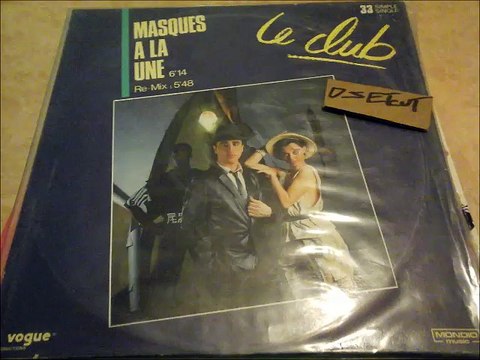 MASQUES
A LA
UNE 6'14
Re-Mix : 5'48
Le club
33 SIMPLE
SINGLE
vogue
MONDIO
music